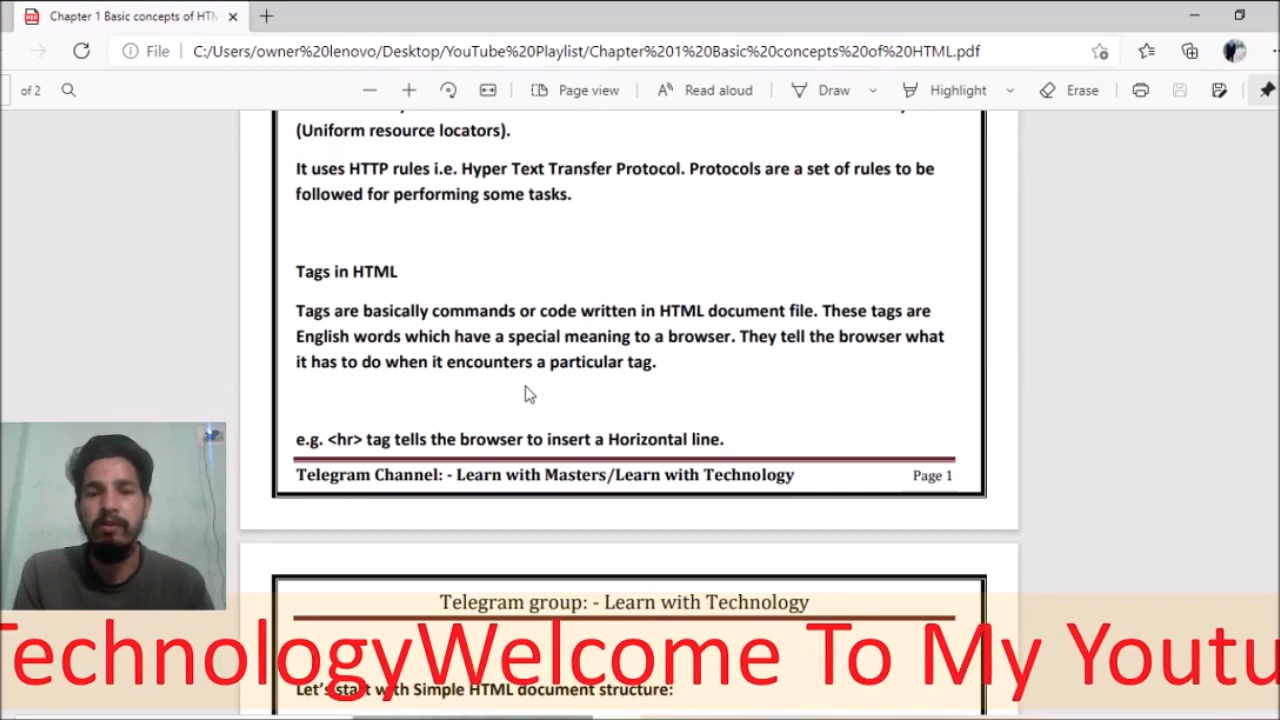 Chapter 1 Basic concepts of HTM
File
C:/Users/owner%20lenovo/Desktop/YouTube%20Playlist/Chapter%201%20Basic%20concepts%20of%20HTML.pdf
of 2
Page view
Read aloud
Draw
Highlight
Erase
(Uniform resource locators).
It uses HTTP rules i.e. Hyper Text Transfer Protocol. Protocols are a set of rules to be
followed for performing some tasks.
Tags in HTML
Tags are basically commands or code written in HTML document file. These tags are
English words which have a special meaning to a browser. They tell the browser what
it has to do when it encounters a particular tag.
e.g. <hr> tag tells the browser to insert a Horizontal line.
Telegram Channel: - Learn with Masters/Learn with Technology
Page 1
Telegram group: - Learn with Technology
TechnologyWelcome To My Youtu
Let's start with Simple HTML document structure: